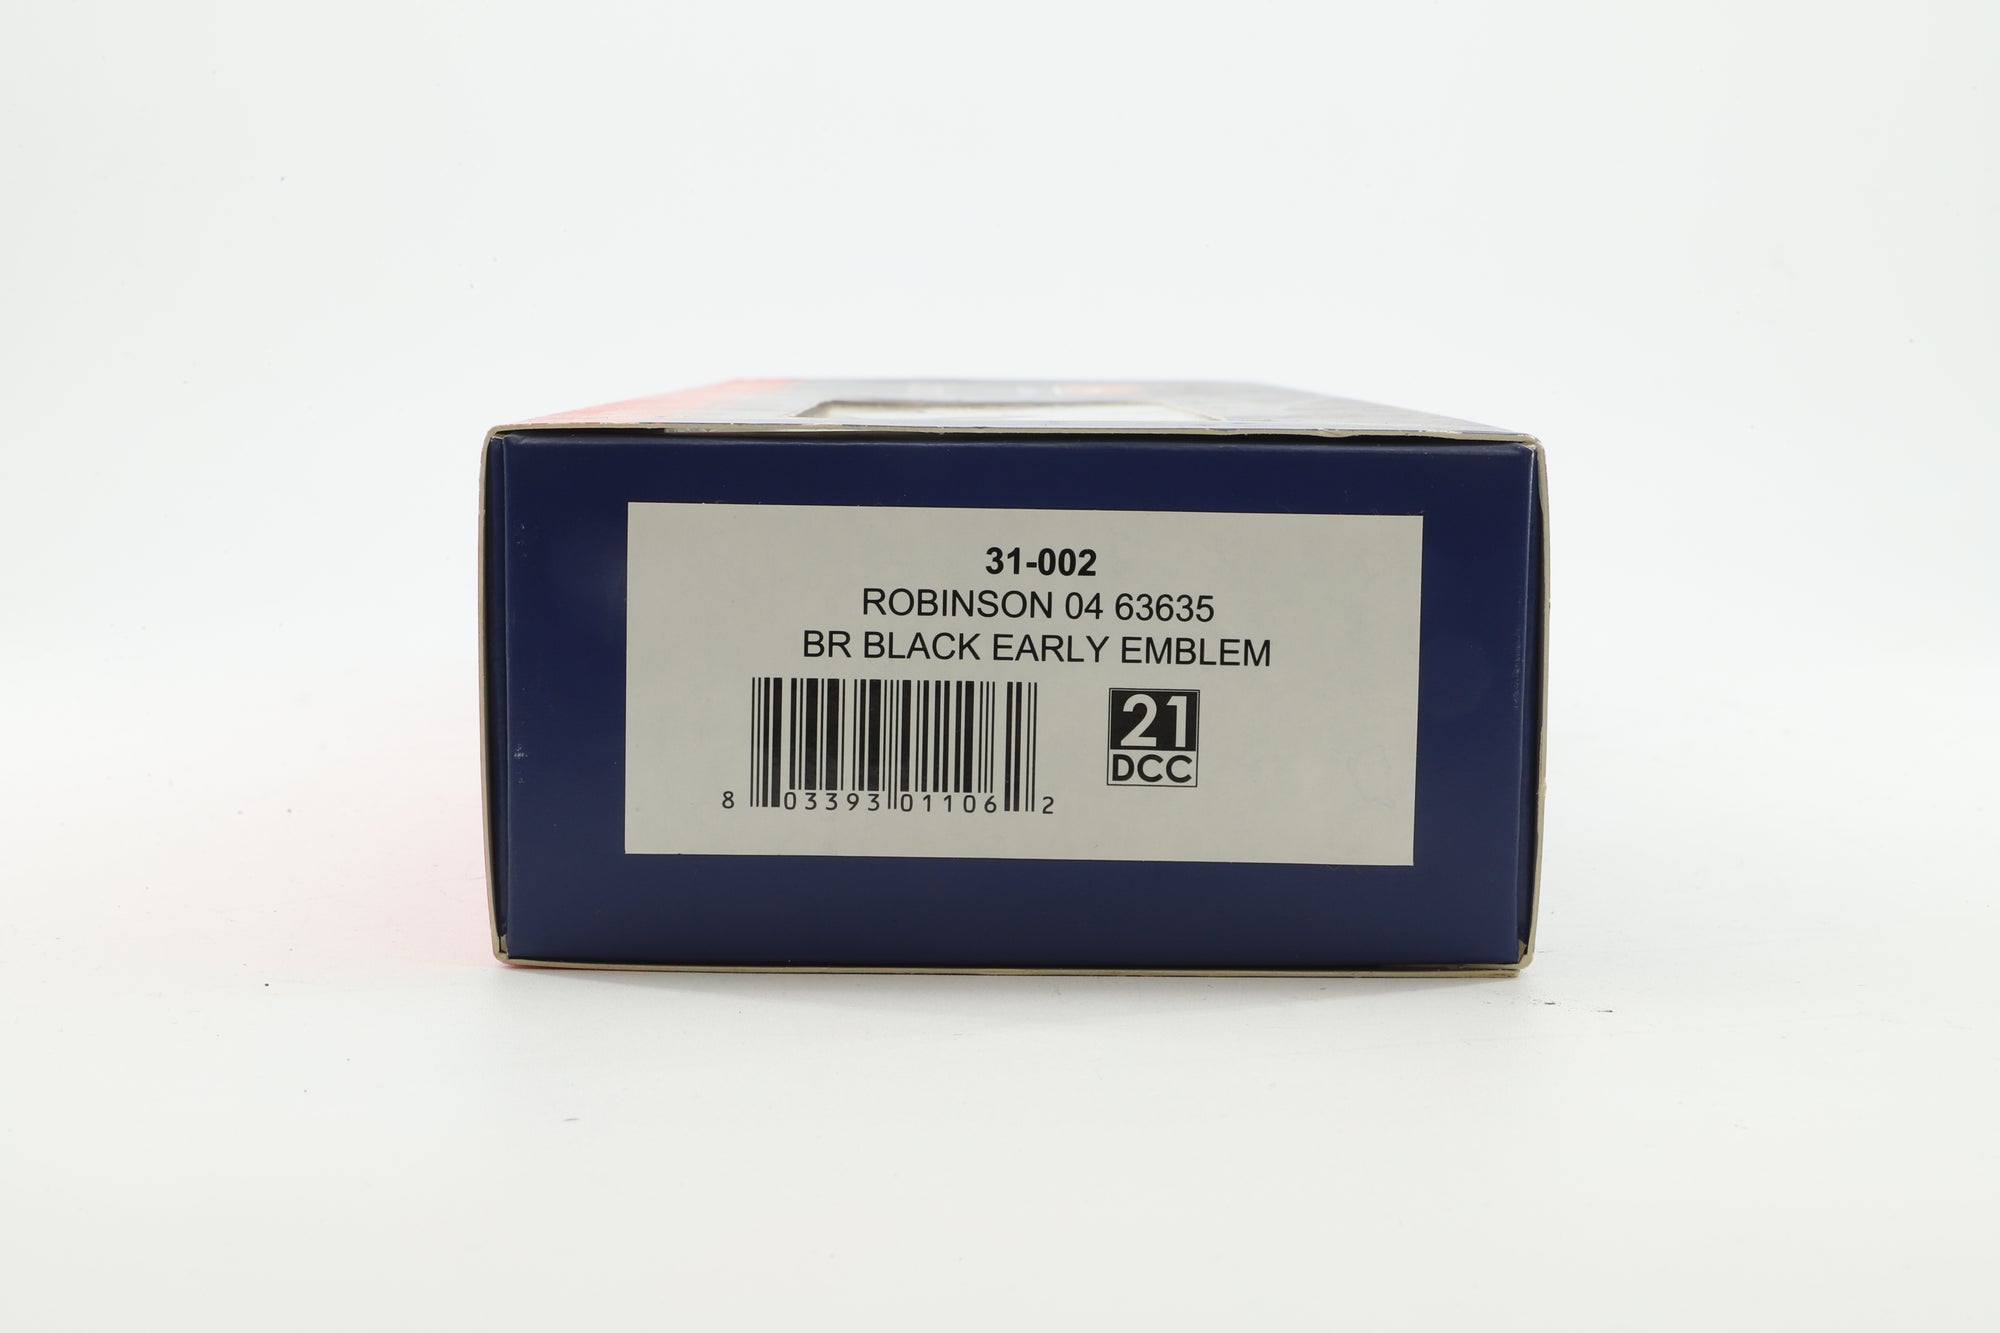 31-002
ROBINSON 04 63635
BR BLACK EARLY EMBLEM
21
DCC
8 03393 01106 2